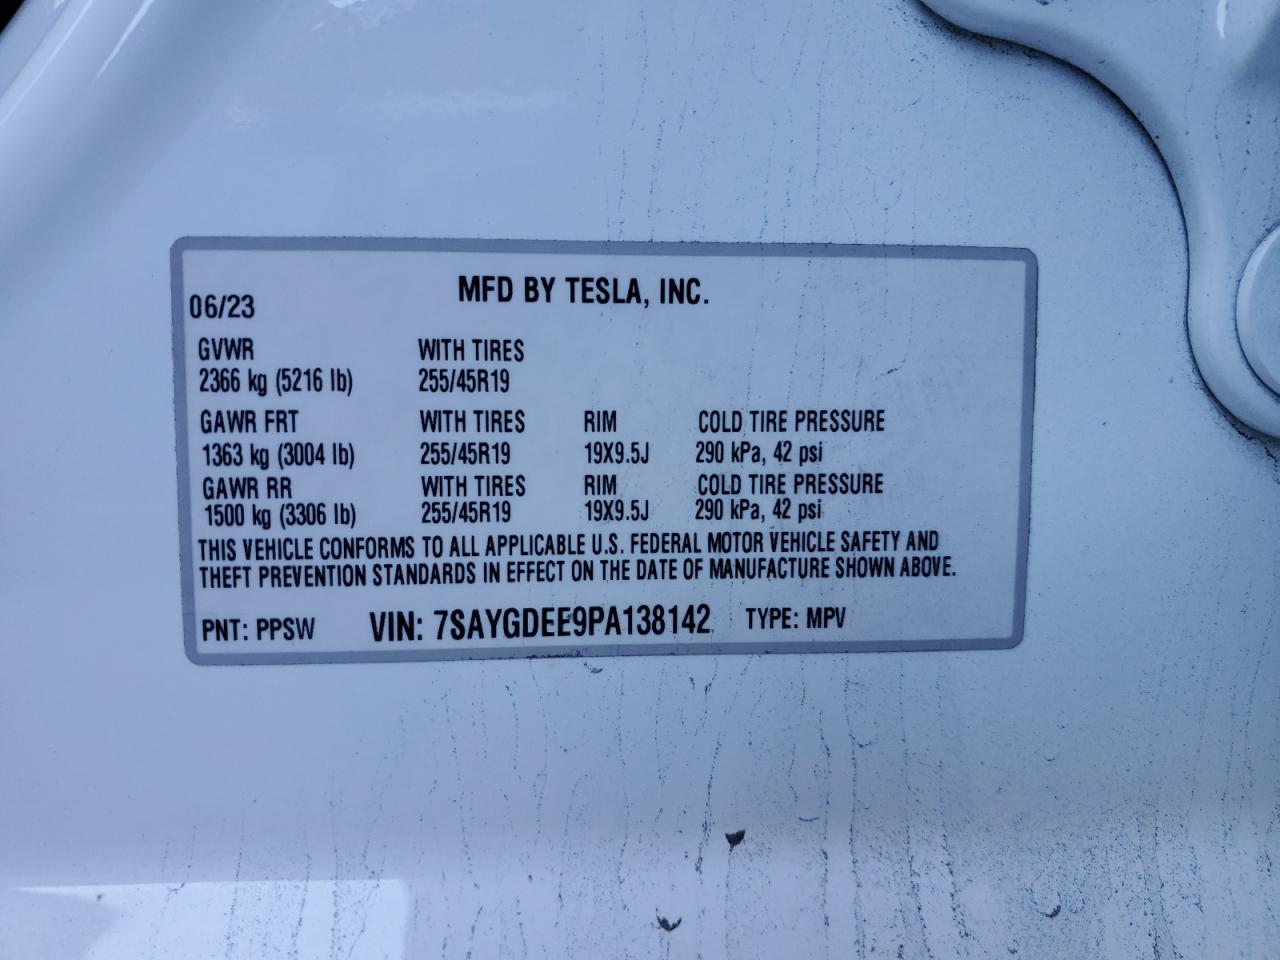 MFD BY TESLA, INC.
06/23
GVWR WITH TIRES
2366 kg (5216 lb) 255/45R19
GAWR FRT WITH TIRES RIM COLD TIRE PRESSURE
1363 kg (3004 lb) 255/45R19 19X9.5J 290 kPa, 42 psi
GAWR RR WITH TIRES RIM COLD TIRE PRESSURE
1500 kg (3306 lb) 255/45R19 19X9.5J 290 kPa, 42 psi
THIS VEHICLE CONFORMS TO ALL APPLICABLE U.S. FEDERAL MOTOR VEHICLE SAFETY AND
THEFT PREVENTION STANDARDS IN EFFECT ON THE DATE OF MANUFACTURE SHOWN ABOVE.
PNT: PPSW VIN: 7SAYGDEE9PA138142 TYPE: MPV